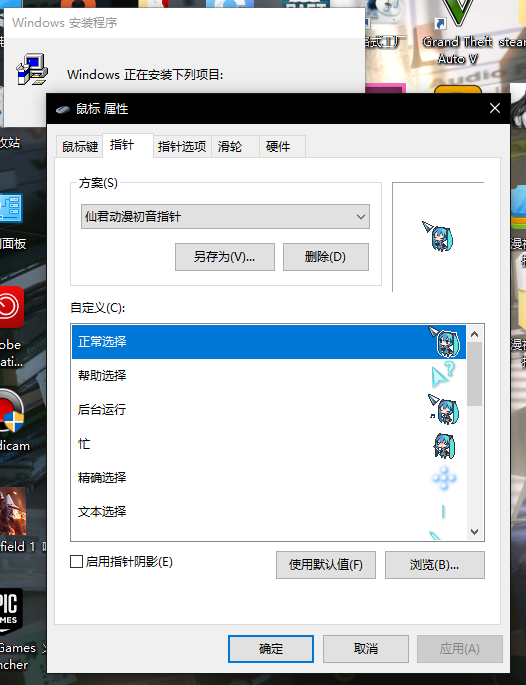 Windows 安装程序
Windows 正在安装下列项目:
Grand Theft
Auto V
steam
鼠标 属性
鼠标键
指针
指针选项
滑轮
硬件
方案(S)
仙君动漫初音指针
另存为(V)...
删除(D)
自定义(C):
正常选择
帮助选择
后台运行
忙
精确选择
文本选择
启用指针阴影(E)
使用默认值(F)
浏览(B)...
确定
取消
应用(A)
面板
obe
ati...
dicam
field 1
EPIC
GAMES
Games
ncher